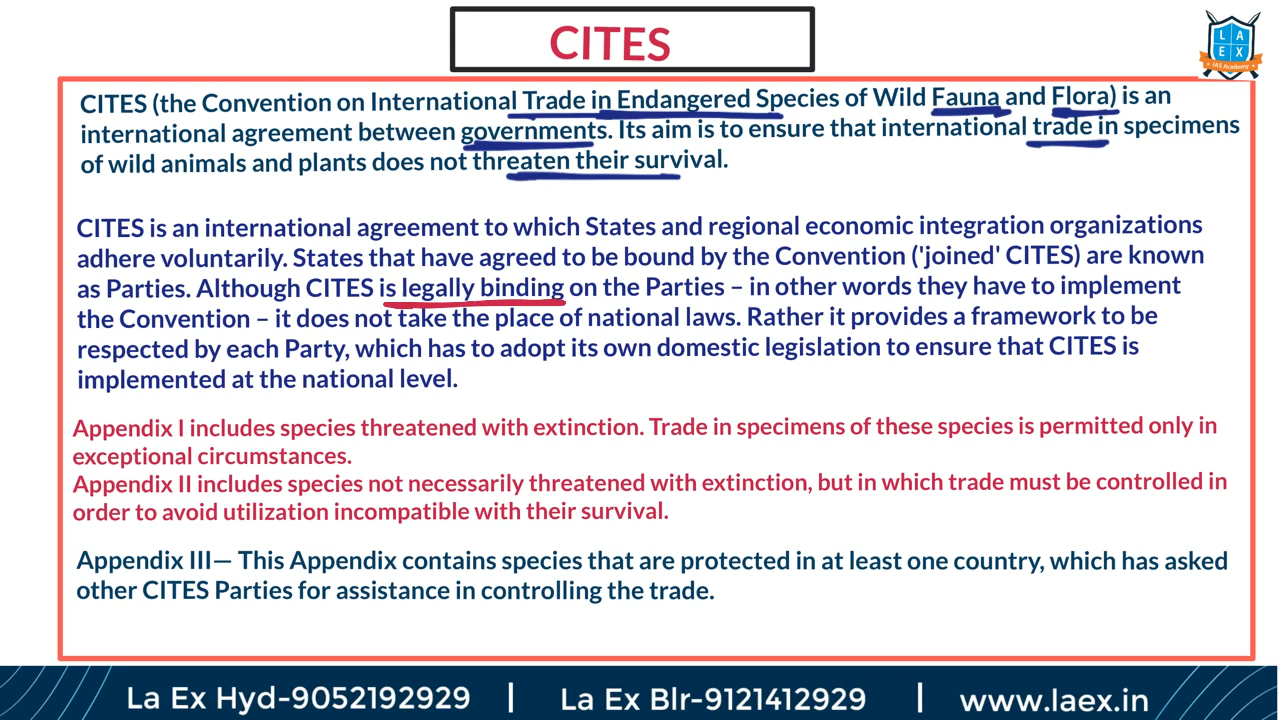 CITES
L A
E X
IAS Academy
CITES (the Convention on International Trade in Endangered Species of Wild Fauna and Flora) is an
international agreement between governments. Its aim is to ensure that international trade in specimens
of wild animals and plants does not threaten their survival.
CITES is an international agreement to which States and regional economic integration organizations
adhere voluntarily. States that have agreed to be bound by the Convention ('joined' CITES) are known
as Parties. Although CITES is legally binding on the Parties – in other words they have to implement
the Convention – it does not take the place of national laws. Rather it provides a framework to be
respected by each Party, which has to adopt its own domestic legislation to ensure that CITES is
implemented at the national level.
Appendix I includes species threatened with extinction. Trade in specimens of these species is permitted only in
exceptional circumstances.
Appendix II includes species not necessarily threatened with extinction, but in which trade must be controlled in
order to avoid utilization incompatible with their survival.
Appendix III— This Appendix contains species that are protected in at least one country, which has asked
other CITES Parties for assistance in controlling the trade.
La Ex Hyd-9052192929 | La Ex Blr-9121412929 | www.laex.in